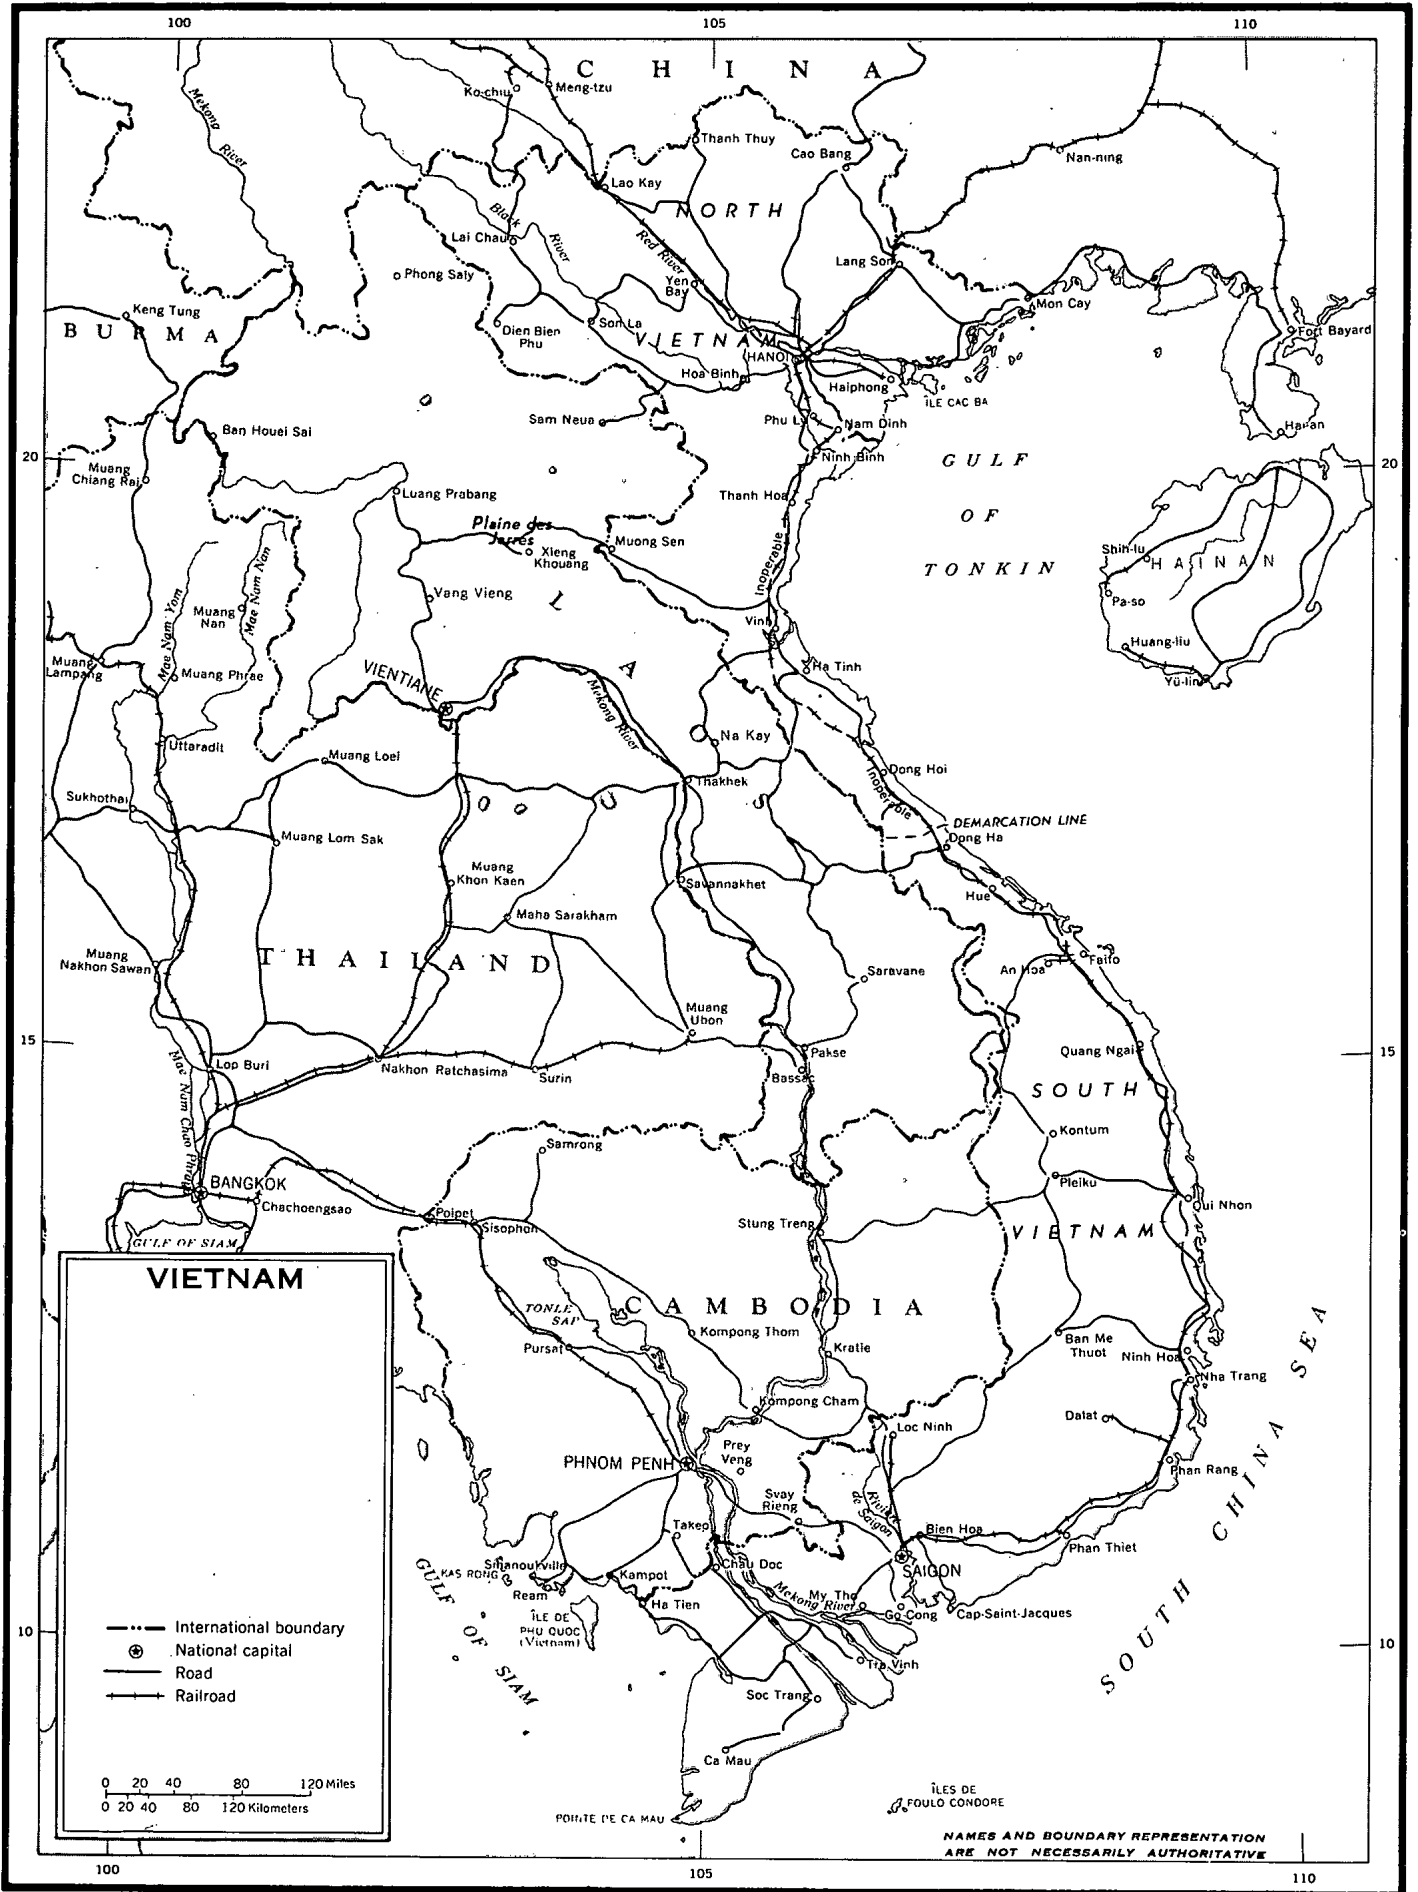 100
105
110
C H I N A
Ko-chiu
Meng-tzu
Mekong
River
Thanh Thuy
Cao Bang
Nan-ning
Lao Kay
NORTH
Black
River
Lai Chau
Red River
Lang Son
Phong Saly
Yen
Bay
Mon Cay
Keng Tung
BURMA
Dien Bien
Phu
Son La
VIETNAM
Fort Bayard
HANOI
Hoa Binh
Haiphong
ÎLE CAC BA
Sam Neua
Phu Ly
Nam Dinh
Ban Houei Sai
Ninh Binh
20
GULF
20
Muang
Chiang Rai
Luang Prabang
Thanh Hoa
OF
Plaine des
Jarres
Xieng
Khouang
Muong Sen
Inoperable
Shih-lu
HAINAN
TONKIN
Mae Nam Yom
Muang
Nan
Mae Nam Nan
Vang Vieng
L
Pa-so
Vinh
Huang-liu
Muang
Lampang
Muang Phrae
VIENTIANE
A
Ha Tinh
Yü-lin
Mekong River
Uttaradit
Muang Loei
Na Kay
Dong Hoi
Thakhek
Inoperable
Sukhothai
O
U
S
DEMARCATION LINE
Muang Lom Sak
Dong Ha
Muang
Khon Kaen
Savannakhet
Hue
Maha Sarakham
Muang
Nakhon Sawan
THAILAND
Saravane
An Hoa
Faifo
Muang
Ubon
15
Pakse
Quang Ngai
15
Mae Nam Chao Phraya
Lop Buri
Nakhon Ratchasima
Surin
Bassac
SOUTH
Samrong
Kontum
BANGKOK
Chachoengsao
Pleiku
Qui Nhon
Poipet
Sisophon
Stung Treng
GULF OF SIAM
VIETNAM
VIETNAM
TONLE
SAP
CAMBODIA
Kompong Thom
Pursat
Kratie
Ban Me
Thuot
Ninh Hoa
Nha Trang
Kompong Cham
Dalat
Loc Ninh
Prey
Veng
PHNOM PENH
Phan Rang
Svay
Rieng
Rivière
de Saigon
Takeo
Bien Hoa
Phan Thiet
SOUTH CHINA SEA
Chau Doc
SAIGON
KAS RONG
Sihanoukville
Kampot
Ream
Ha Tien
Mekong River
My Tho
Go Cong
Cap-Saint-Jacques
ÎLE DE
PHU QUOC
(Vietnam)
GULF OF SIAM
10
International boundary
National capital
Road
Railroad
Tra Vinh
10
Soc Trang
Ca Mau
0 20 40 80 120 Miles
0 20 40 80 120 Kilometers
ÎLES DE
POULO CONDORE
POINTE DE CA MAU
NAMES AND BOUNDARY REPRESENTATION
ARE NOT NECESSARILY AUTHORITATIVE
100
105
110